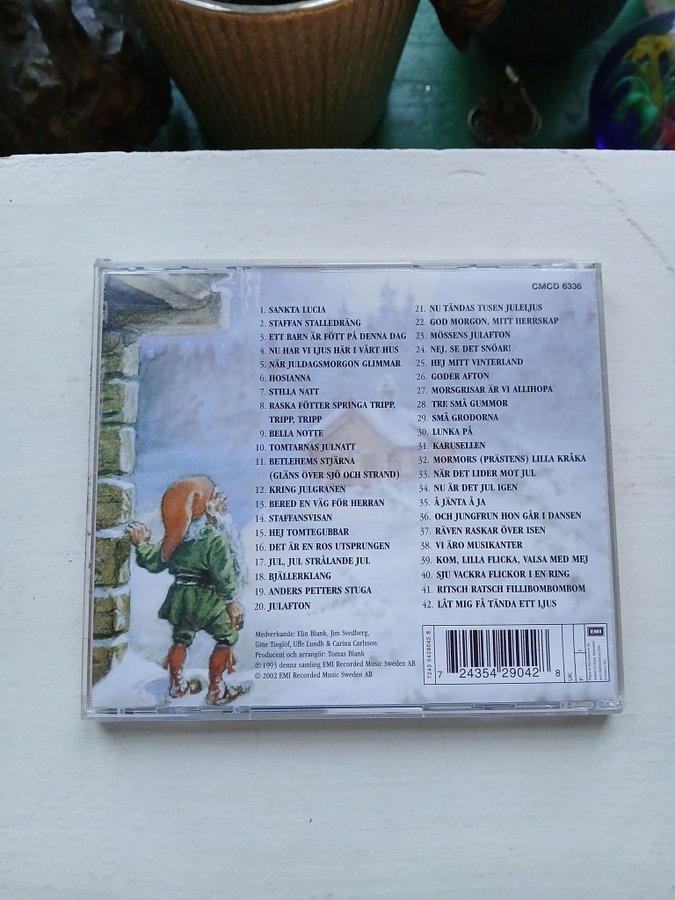 CMCD 6336
1. SANKTA LUCIA
2. STAFFAN STALLEDRÄNG
3. ETT BARN ÄR FÖTT PÅ DENNA DAG
4. NU HAR VI LJUS HÄR I VÅRT HUS
5. NÄR JULDAGSMORGON GLIMMAR
6. HOSIANNA
7. STILLA NATT
8. RASKA FÖTTER SPRINGA TRIPP,
TRIPP, TRIPP
9. BELLA NOTTE
10. TOMTARNAS JULNATT
11. BETLEHEMS STJÄRNA
(GLÄNS ÖVER SJÖ OCH STRAND)
12. KRING JULGRANEN
13. BERED EN VÄG FÖR HERRAN
14. STAFFANSVISAN
15. HEJ TOMTEGUBBAR
16. DET ÄR EN ROS UTSPRUNGEN
17. JUL, JUL STRÅLANDE JUL
18. BJÄLLERKLANG
19. ANDERS PETTERS STUGA
20. JULAFTON
21. NU TÄNDAS TUSEN JULELJUS
22. GOD MORGON, MITT HERRSKAP
23. MÖSSENS JULAFTON
24. NEJ, SE DET SNÖAR!
25. HEJ MITT VINTERLAND
26. GODER AFTON
27. MORSGRISAR ÄR VI ALLIHOPA
28. TRE SMÅ GUMMOR
29. SMÅ GRODORNA
30. LUNKA PÅ
31. KARUSELLEN
32. MORMORS (PRÄSTENS) LILLA KRÅKA
33. NÄR DET LIDER MOT JUL
34. NU ÄR DET JUL IGEN
35. Å JÄNTA Å JA
36. OCH JUNGFRUN HON GÅR I DANSEN
37. RÄVEN RASKAR ÖVER ISEN
38. VI ÄRO MUSIKANTER
39. KOM, LILLA FLICKA, VALSA MED MEJ
40. SJU VACKRA FLICKOR I EN RING
41. RITSCH RATSCH FILLIBOMBOMBOM
42. LÅT MIG FÅ TÄNDA ETT LJUS
Medverkande: Elin Blank, Jim Svedberg,
Gitte Tinglöf, Uffe Lundh & Carina Carlsson.
Producent och arrangör: Tomas Blank
℗ 1993 denna samling EMI Recorded Music Sweden AB
© 2002 EMI Recorded Music Sweden AB
7243 5429042 8
7 24354 29042 8
UK:
F:
EMI